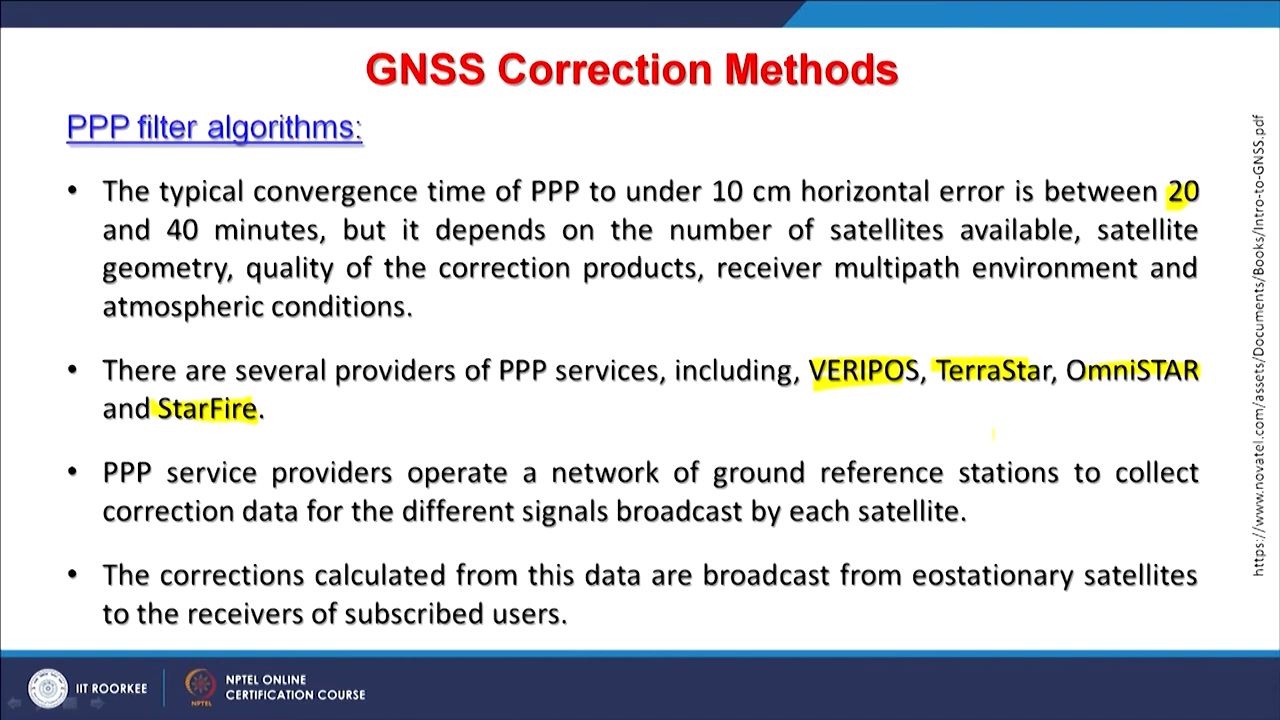 GNSS Correction Methods
PPP filter algorithms:
• The typical convergence time of PPP to under 10 cm horizontal error is between 20
and 40 minutes, but it depends on the number of satellites available, satellite
geometry, quality of the correction products, receiver multipath environment and
atmospheric conditions.
• There are several providers of PPP services, including, VERIPOS, TerraStar, OmniSTAR
and StarFire.
• PPP service providers operate a network of ground reference stations to collect
correction data for the different signals broadcast by each satellite.
• The corrections calculated from this data are broadcast from eostationary satellites
to the receivers of subscribed users.
https://www.novatel.com/assets/Documents/Books/Intro-to-GNSS.pdf
IIT ROORKEE
NPTEL
NPTEL ONLINE
CERTIFICATION COURSE